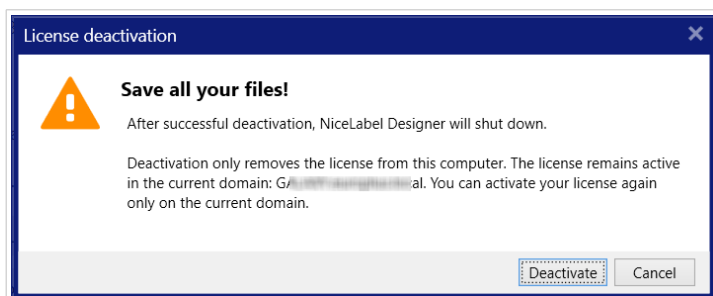 License deactivation
Save all your files!
After successful deactivation, NiceLabel Designer will shut down.
Deactivation only removes the license from this computer. The license remains active
in the current domain: You can activate your license again
only on the current domain.
Deactivate Cancel